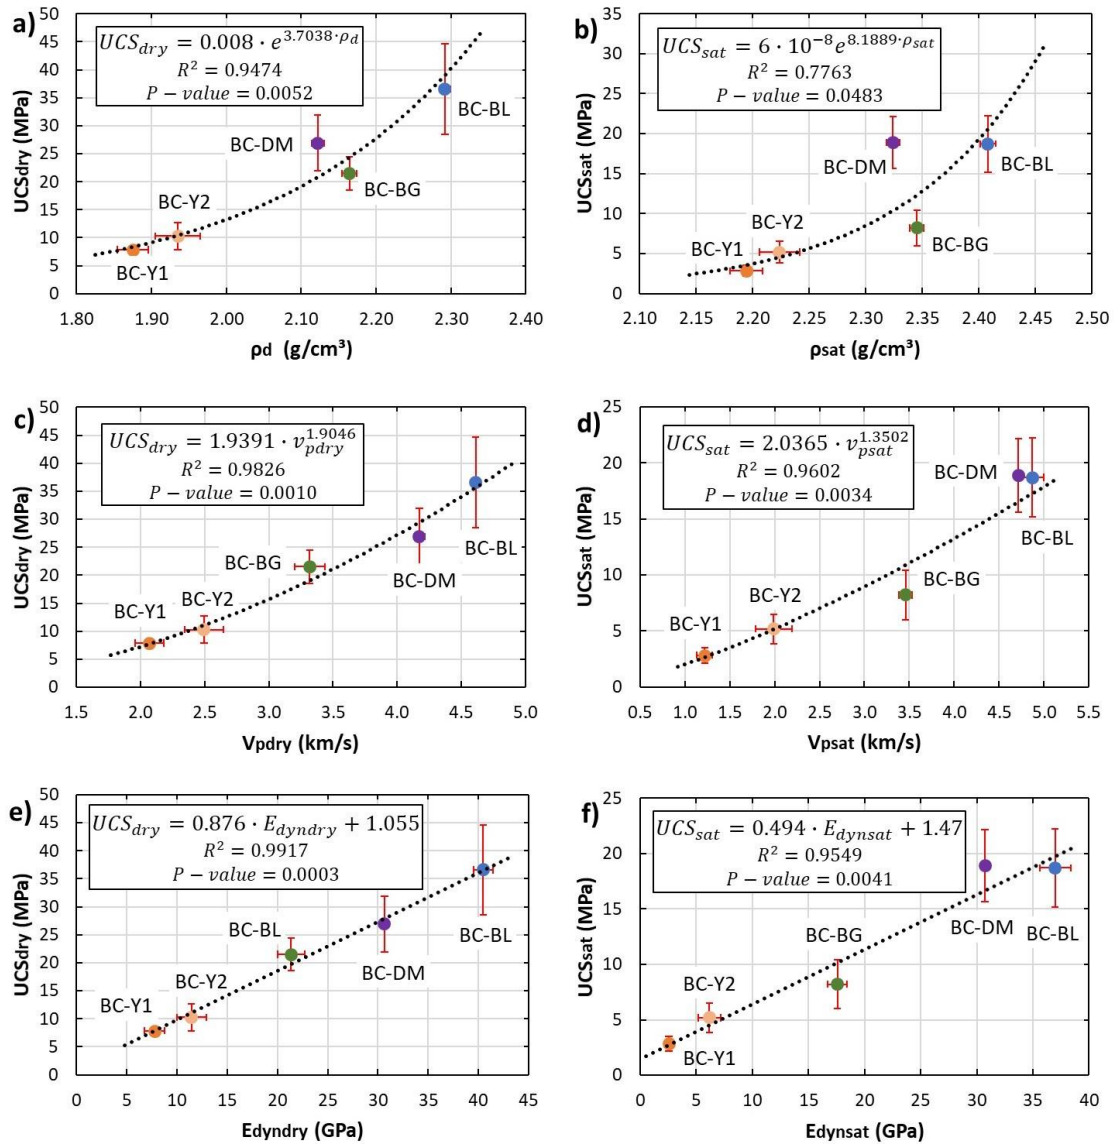 a)
50
45
40
35
30
25
20
15
10
5
0
UCSdry (MPa)
UCS_dry = 0.008 · e^{3.7038·ρ_d}
R² = 0.9474
P − value = 0.0052
BC-BL
BC-DM
BC-BG
BC-Y2
BC-Y1
1.80 1.90 2.00 2.10 2.20 2.30 2.40
ρd (g/cm³)
b)
35
30
25
20
15
10
5
0
UCSsat (MPa)
UCS_sat = 6 · 10^{−8}e^{8.1889·ρ_sat}
R² = 0.7763
P − value = 0.0483
BC-DM
BC-BL
BC-Y2
BC-BG
BC-Y1
2.10 2.20 2.30 2.40 2.50
ρsat (g/cm³)
c)
50
45
40
35
30
25
20
15
10
5
0
UCSdry (MPa)
UCS_dry = 1.9391 · v_{pdry}^{1.9046}
R² = 0.9826
P − value = 0.0010
BC-BL
BC-BG
BC-DM
BC-Y1
BC-Y2
1.5 2.0 2.5 3.0 3.5 4.0 4.5 5.0
Vpdry (km/s)
d)
25
20
15
10
5
0
UCSsat (MPa)
UCS_sat = 2.0365 · v_{psat}^{1.3502}
R² = 0.9602
P − value = 0.0034
BC-DM
BC-BL
BC-BG
BC-Y2
BC-Y1
0.5 1.0 1.5 2.0 2.5 3.0 3.5 4.0 4.5 5.0 5.5
Vpsat (km/s)
e)
50
45
40
35
30
25
20
15
10
5
0
UCSdry (MPa)
UCS_dry = 0.876 · E_dyndry + 1.055
R² = 0.9917
P − value = 0.0003
BC-BL
BC-BL
BC-DM
BC-Y2
BC-Y1
0 5 10 15 20 25 30 35 40 45
Edyndry (GPa)
f)
25
20
15
10
5
0
UCSsat (MPa)
UCS_sat = 0.494 · E_dynsat + 1.47
R² = 0.9549
P − value = 0.0041
BC-DM
BC-BL
BC-BG
BC-Y2
BC-Y1
0 5 10 15 20 25 30 35 40
Edynsat (GPa)